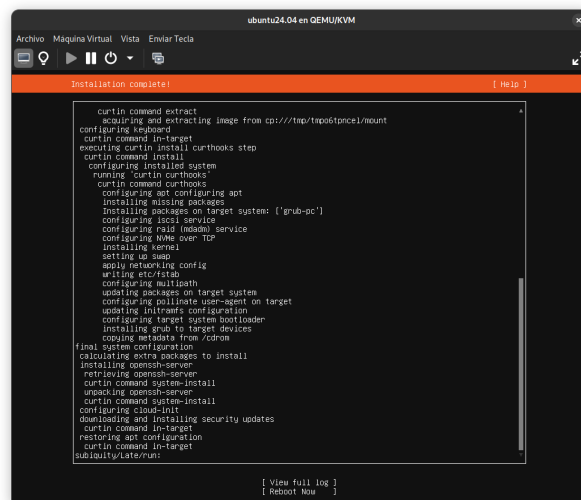 ubuntu24.04 en QEMU/KVM
Archivo Máquina Virtual Vista Enviar Tecla
Installation complete! [ Help ]
curtin command extract
acquiring and extracting image from cp:///tmp/tmpo6tpncel/mount
configuring keyboard
curtin command in-target
executing curtin install curthooks step
curtin command install
configuring installed system
running 'curtin curthooks'
curtin command curthooks
configuring apt configuring apt
installing missing packages
Installing packages on target system: ['grub-pc']
configuring iscsi service
configuring raid (mdadm) service
configuring NVMe over TCP
installing kernel
setting up swap
apply networking config
writing etc/fstab
configuring multipath
updating packages on target system
configuring pollinate user-agent on target
updating initramfs configuration
configuring target system bootloader
installing grub to target devices
copying metadata from /cdrom
final system configuration
calculating extra packages to install
installing openssh-server
retrieving openssh-server
curtin command system-install
unpacking openssh-server
curtin command system-install
configuring cloud-init
downloading and installing security updates
curtin command in-target
restoring apt configuration
curtin command in-target
subiquity/Late/run:
[ View full log ]
[ Reboot Now ]